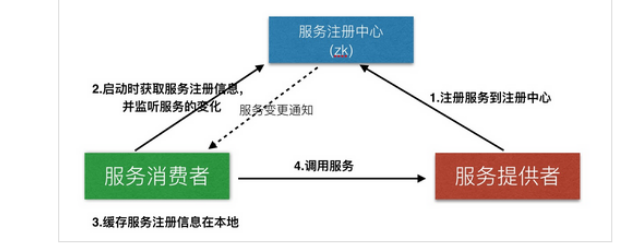 服务注册中心
(zk)
2.启动时获取服务注册信息，
并监听服务的变化
服务变更通知
1.注册服务到注册中心
服务消费者
4.调用服务
服务提供者
3.缓存服务注册信息在本地